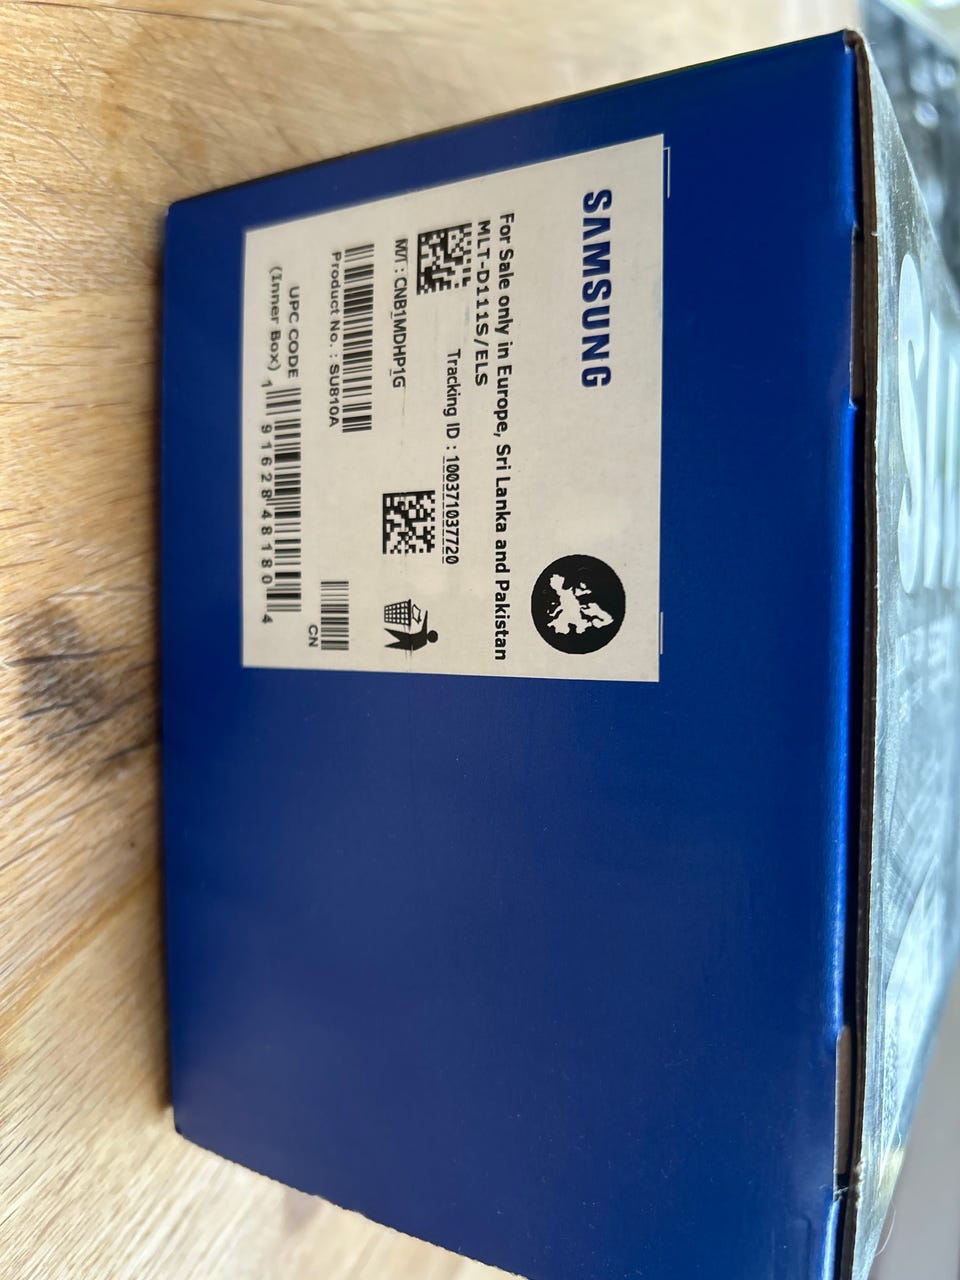 SAMSUNG
For Sale only in Europe, Sri Lanka and Pakistan
MLT-D111S/ELS
Tracking ID : 100371037720
M/T : CNB1MDHP1G
Product No. : SU810A
CN
UPC CODE
(Inner Box)
1 91628 48180 4